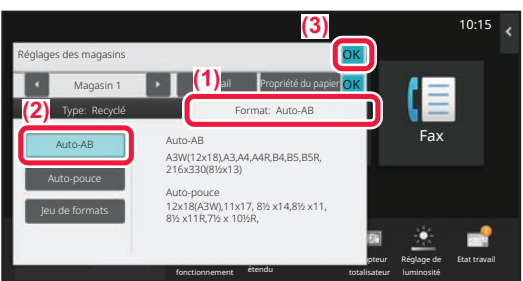 (3)
10:15
Réglages des magasins
OK
Magasin 1
(1)
Propriété du papier
OK
(2)
Type: Recyclé
Format: Auto-AB
Fax
Auto-AB
Auto-pouce
Jeu de formats
Auto-AB
A3W(12x18),A3,A4,A4R,B4,B5,B5R,
216x330(8½x13)
Auto-pouce
12x18(A3W),11x17, 8½ x14,8½ x11,
8½ x11R,7½ x 10½R,
Réglage de
luminosité
Etat travail
totalisateur
fonctionnement
étendu